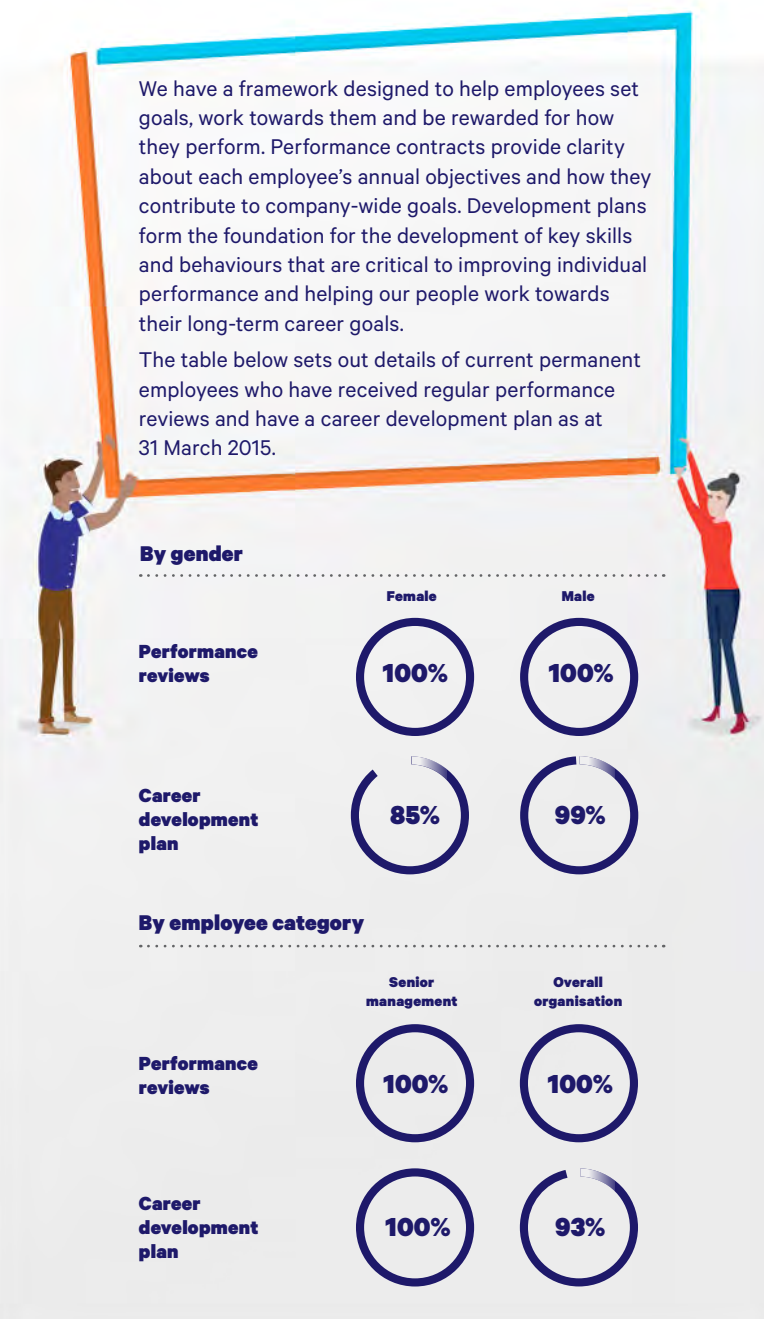 We have a framework designed to help employees set
goals, work towards them and be rewarded for how
they perform. Performance contracts provide clarity
about each employee’s annual objectives and how they
contribute to company-wide goals. Development plans
form the foundation for the development of key skills
and behaviours that are critical to improving individual
performance and helping our people work towards
their long-term career goals.
The table below sets out details of current permanent
employees who have received regular performance
reviews and have a career development plan as at
31 March 2015.
By gender
Female Male
Performance
reviews
100% 100%
Career
development
plan
85% 99%
By employee category
Senior
management
Overall
organisation
Performance
reviews
100% 100%
Career
development
plan
100% 93%